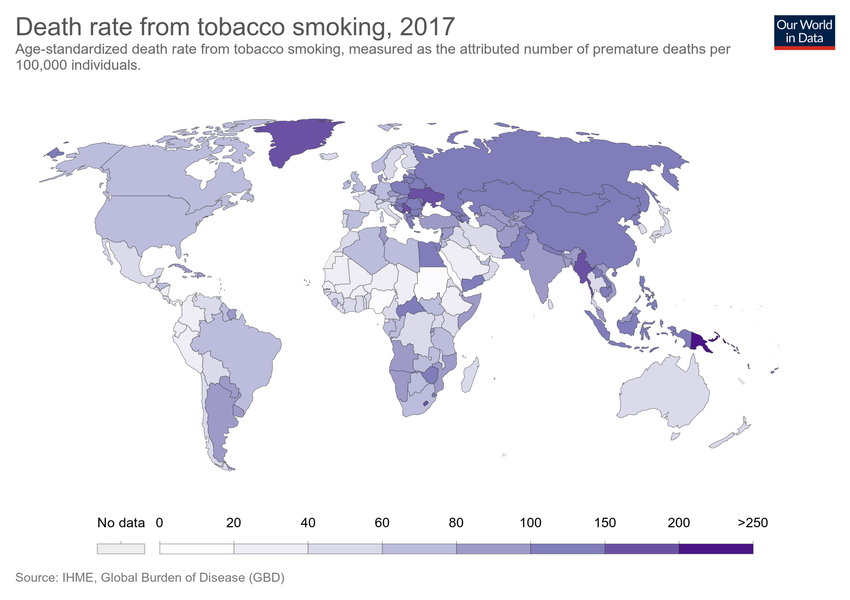 Death rate from tobacco smoking, 2017
Our World
in Data
Age-standardized death rate from tobacco smoking, measured as the attributed number of premature deaths per
100,000 individuals.
No data 0 20 40 60 80 100 150 200 >250
Source: IHME, Global Burden of Disease (GBD)